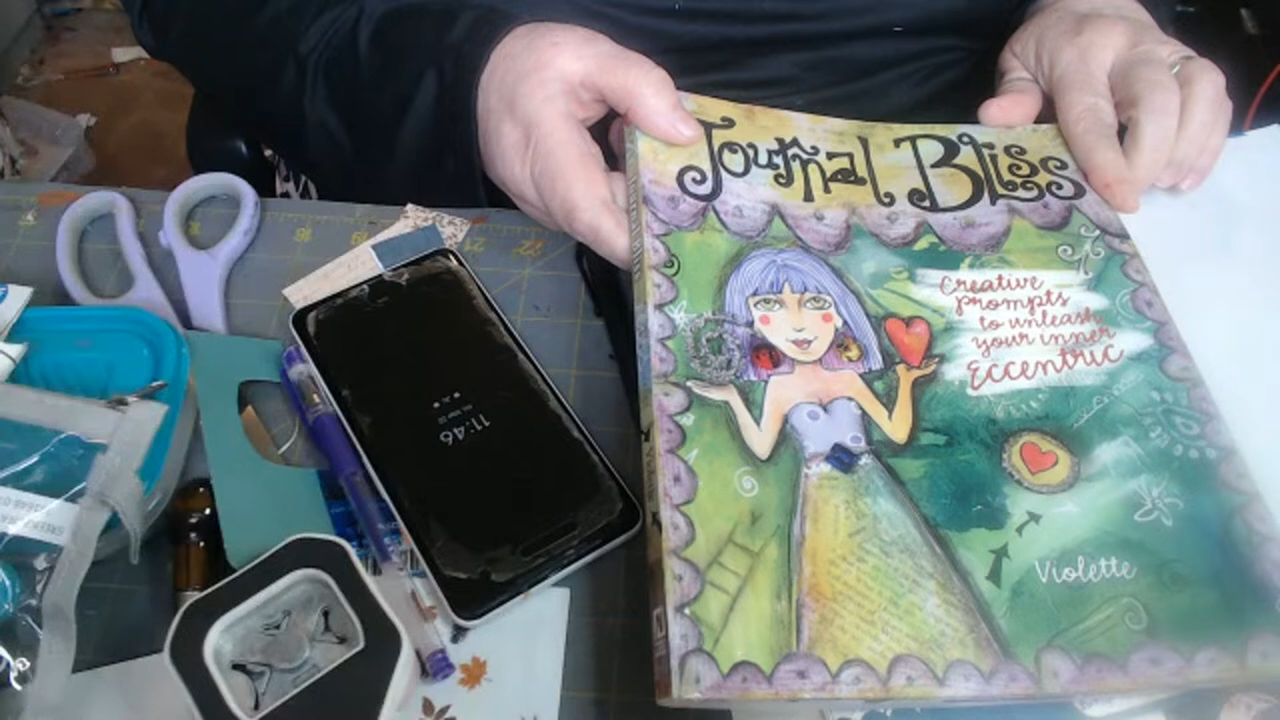 Journal Bliss
Creative
prompts
to unleash
your inner
Eccentric
Violette
11:46